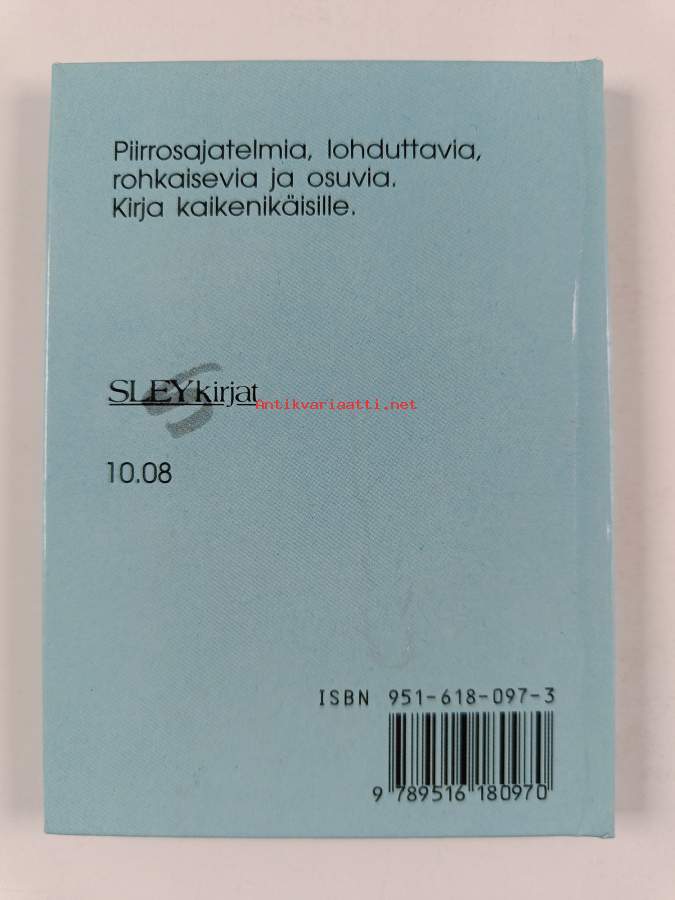 Piirrosajatelmia, lohduttavia,
rohkaisevia ja osuvia.
Kirja kaikenikäisille.
SLEYkirjat
Antikvariaatti.net
10.08
ISBN 951-618-097-3
9 789516 180970